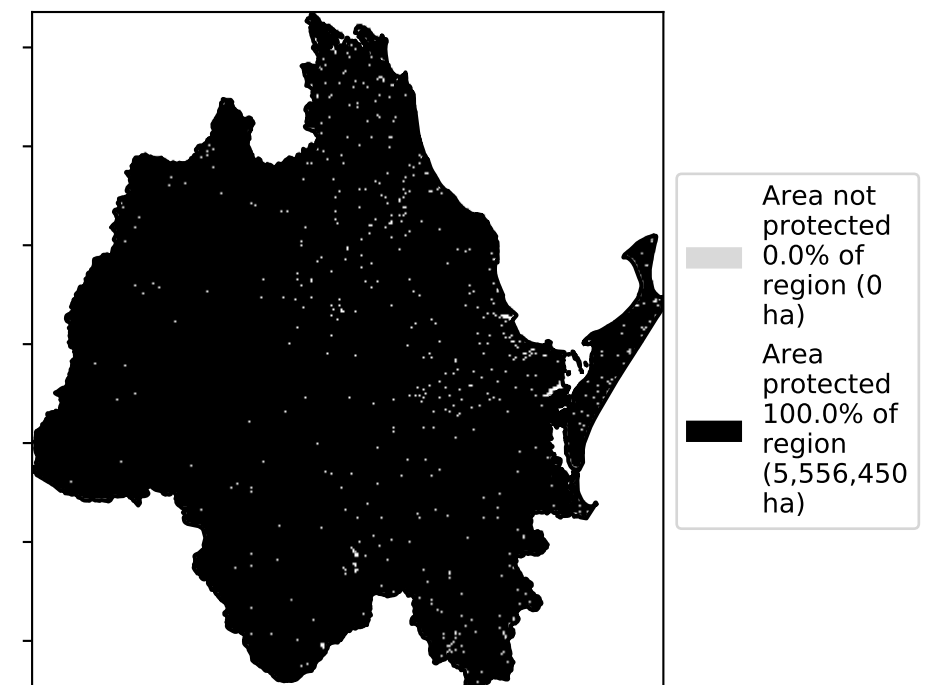 Area not
protected
0.0% of
region (0
ha)
Area
protected
100.0% of
region
(5,556,450
ha)